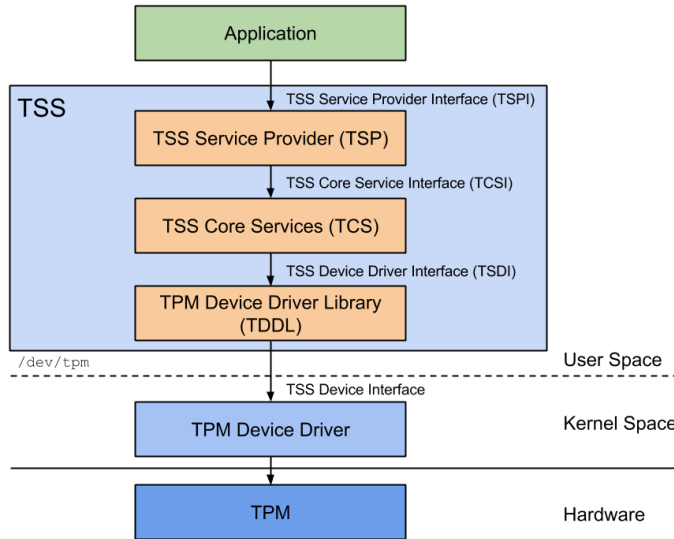 Application
TSS Service Provider Interface (TSPI)
TSS
TSS Service Provider (TSP)
TSS Core Service Interface (TCSI)
TSS Core Services (TCS)
TSS Device Driver Interface (TSDI)
TPM Device Driver Library
(TDDL)
/dev/tpm
User Space
TSS Device Interface
TPM Device Driver
Kernel Space
TPM
Hardware